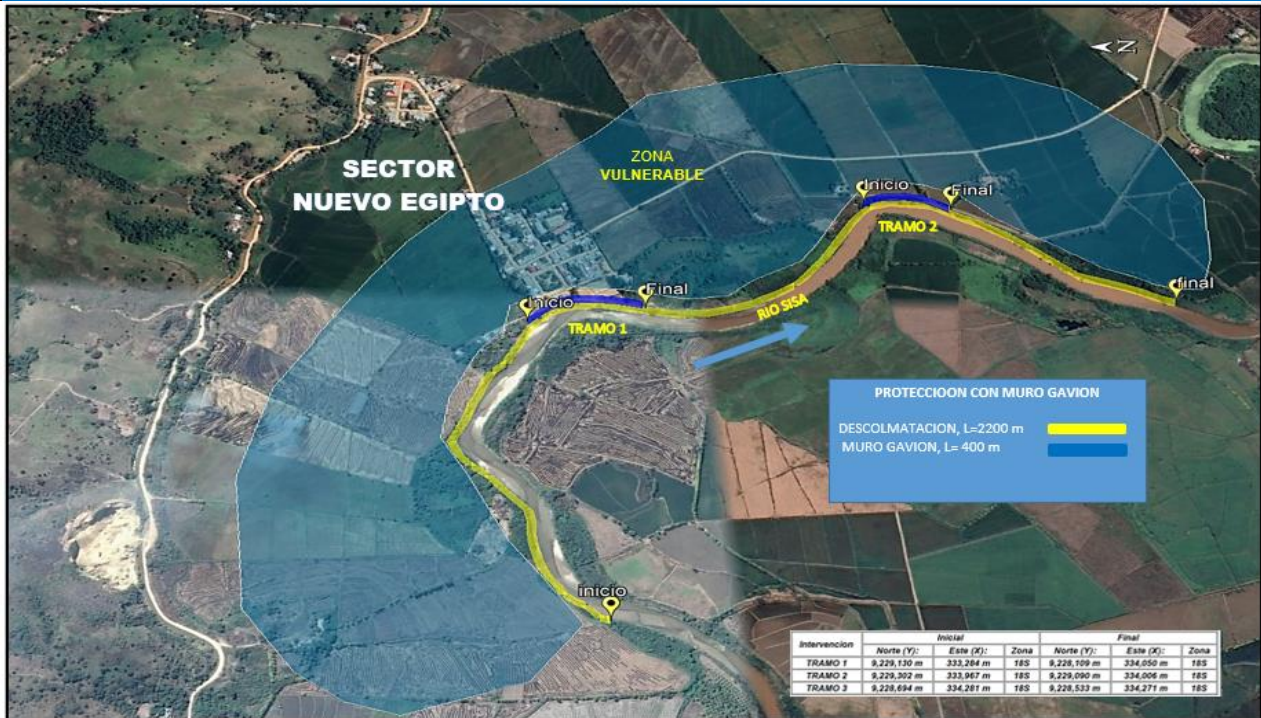 N
SECTOR
NUEVO EGIPTO
ZONA
VULNERABLE
Inicio
Final
TRAMO 2
final
Inicio
Final
TRAMO 1
RIO SISA
inicio
PROTECCIOON CON MURO GAVION
DESCOLMATACION, L=2200 m
MURO GAVION, L= 400 m
Intervencion Inicial Final
Norte (Y): Este (X): Zona Norte (Y): Este (X): Zona
TRAMO 1 9,229,130 m 333,284 m 18S 9,228,109 m 334,050 m 18S
TRAMO 2 9,229,302 m 333,967 m 18S 9,229,090 m 334,006 m 18S
TRAMO 3 9,228,694 m 334,281 m 18S 9,228,533 m 334,271 m 18S